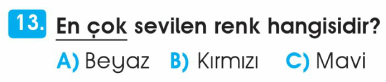 13. En çok sevilen renk hangisidir?
A) Beyaz B) Kırmızı C) Mavi